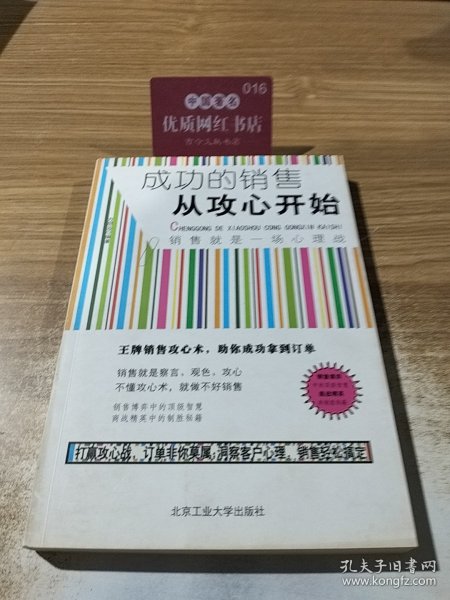 016
中国著名
优质网红书店
成功的销售
从攻心开始
CHENGGONG DE XIAOSHOU CONG GONGXIN KAISHI
销售就是一场心理战
王牌销售攻心术，助你成功拿到订单
销售就是察言、观色、攻心
不懂攻心术，就做不好销售
销售博弈中的顶级智慧
商战精英中的制胜秘籍
打赢攻心战，订单非你莫属；洞察客户心理，销售轻松搞定
北京工业大学出版社
孔夫子旧书网
www.kongfz.com